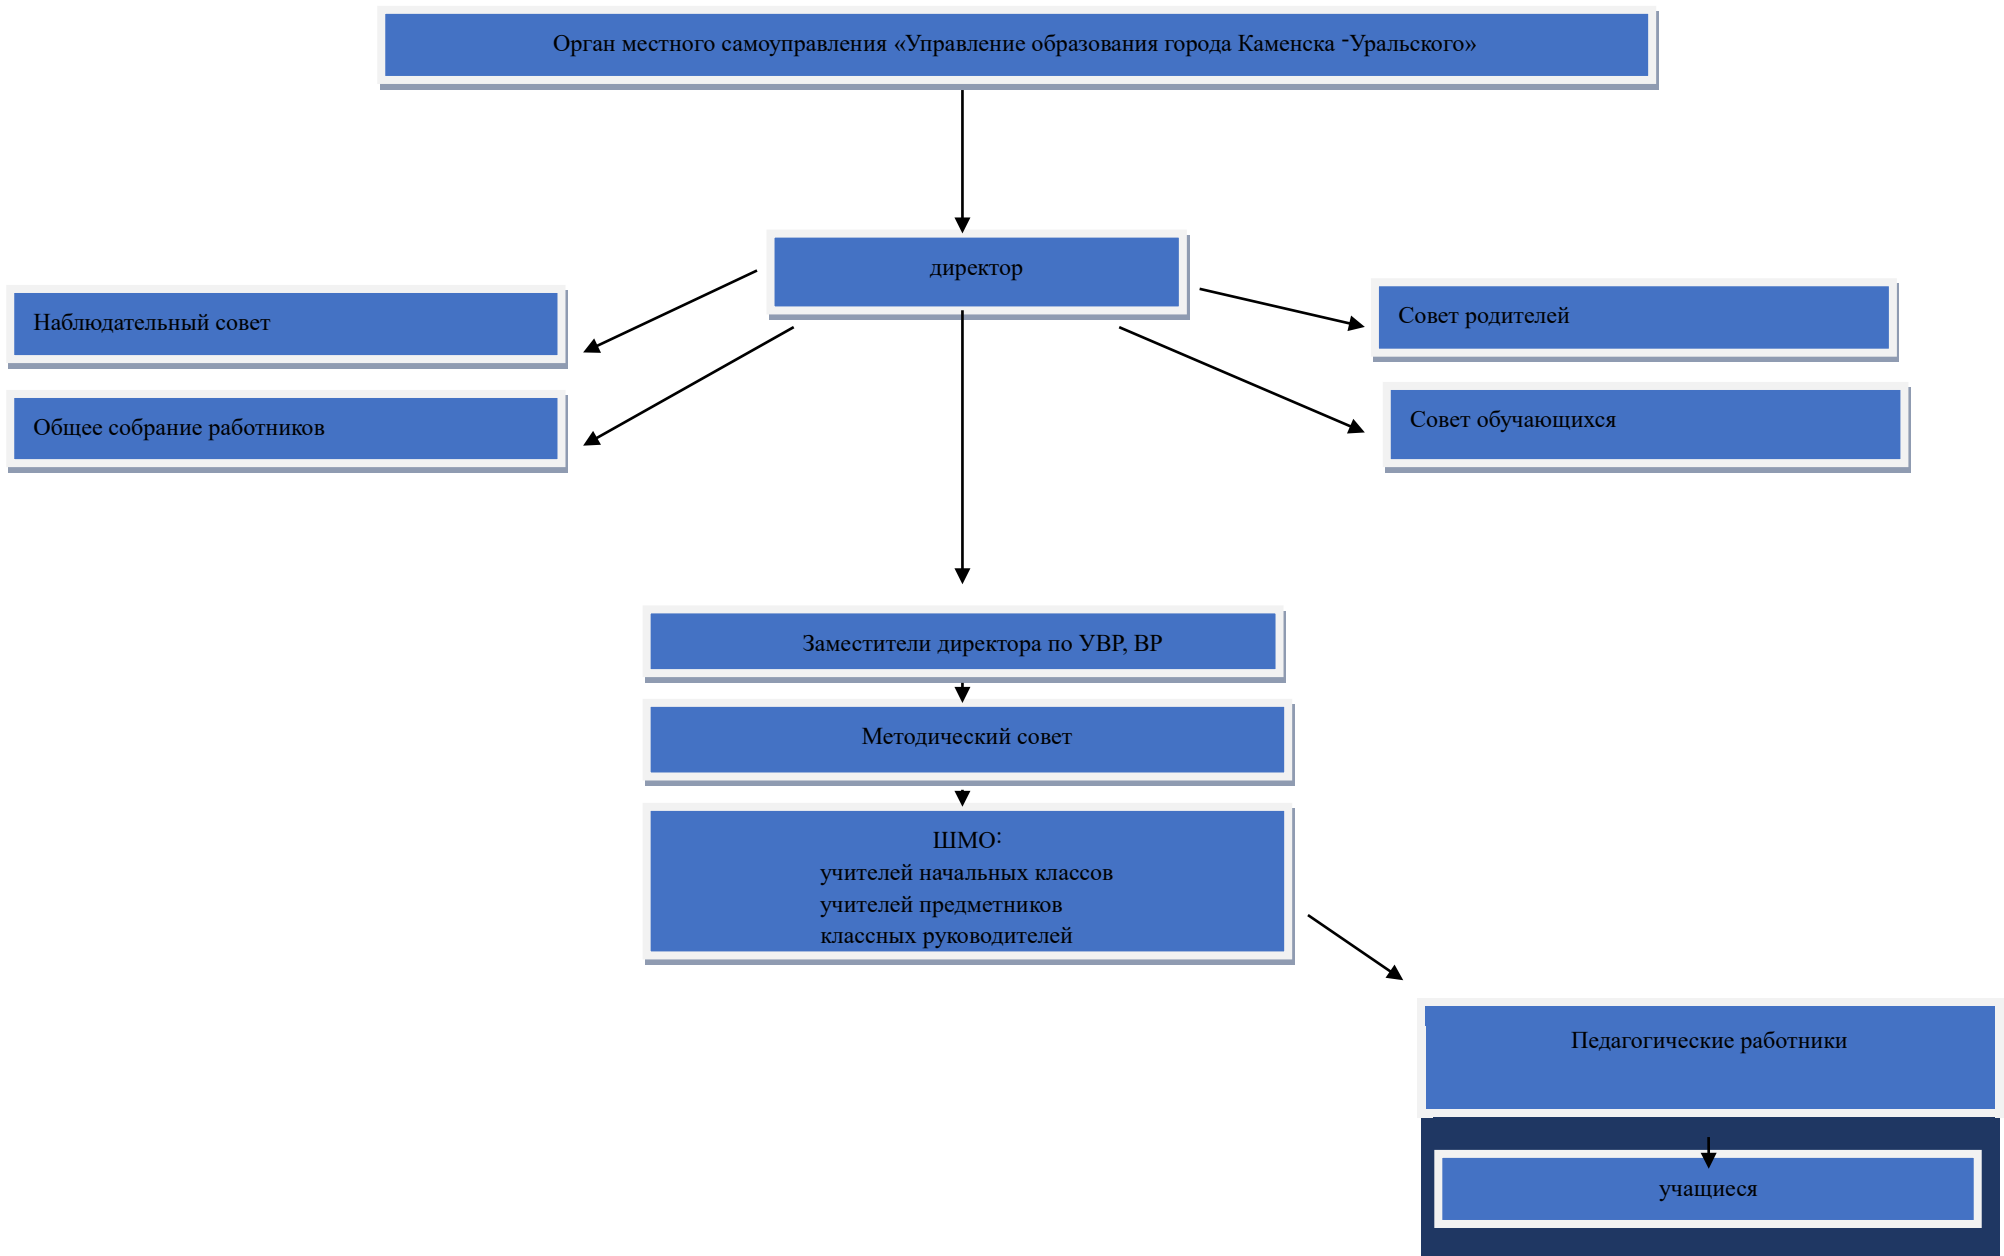 Орган местного самоуправления «Управление образования города Каменска -Уральского»
директор
Наблюдательный совет
Совет родителей
Общее собрание работников
Совет обучающихся
Заместители директора по УВР, ВР
Методический совет
ШМО:
учителей начальных классов
учителей предметников
классных руководителей
Педагогические работники
учащиеся